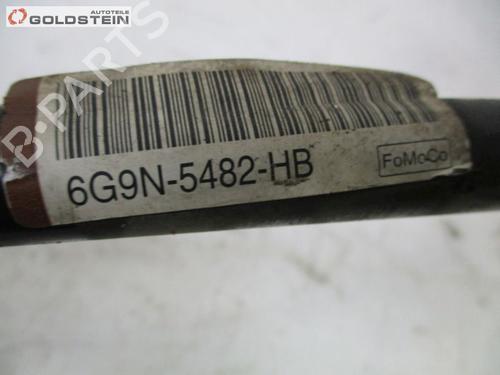 AUTOTEILE
GOLDSTEIN
B-PARTS
6G9N-5482-HB
FoMoCo